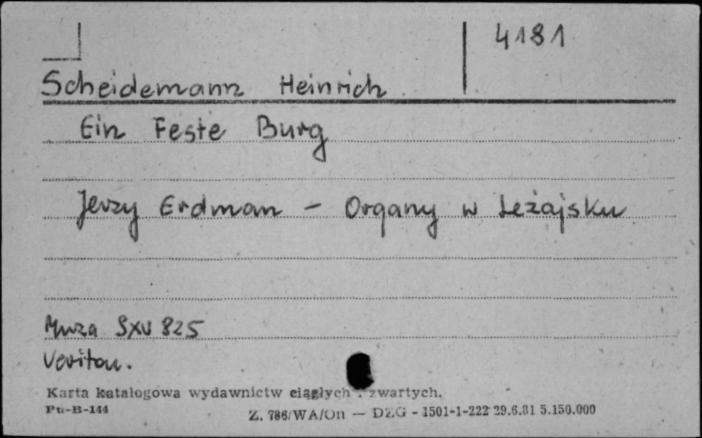 4181
Scheidemann Heinrich
Ein Feste Burg
Jerzy Erdman - Organy w Leżajsku
Muza SXV 825
Veriton.
Karta katalogowa wydawnictw ciągłych i zwartych.
Pu-B-144
Z. 786/WA/On — DZG - 1501-1-222 29.6.81 5.150.000